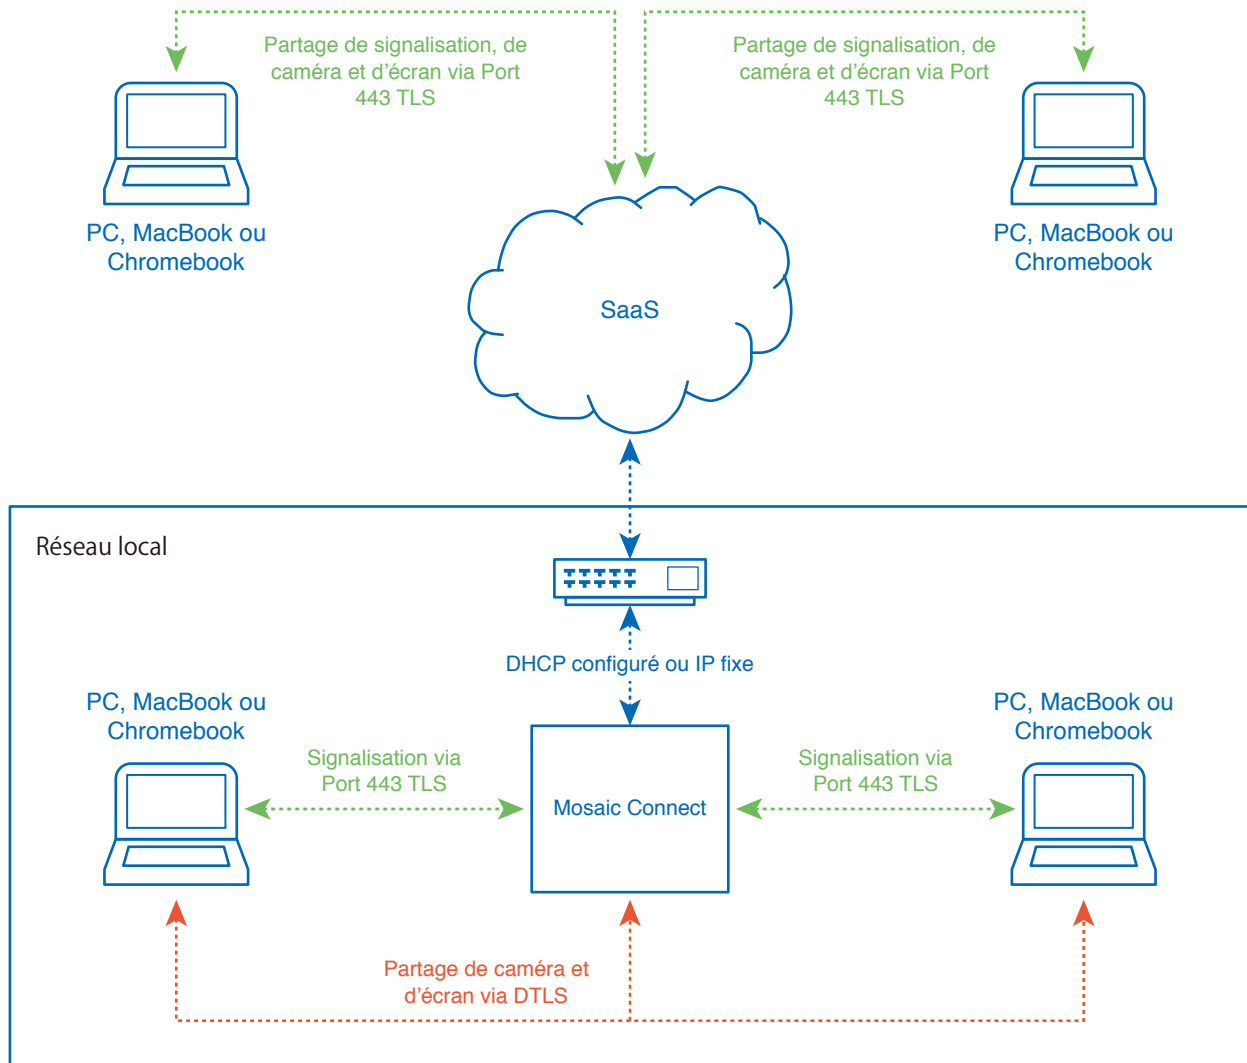 Partage de signalisation, de
caméra et d’écran via Port
443 TLS
Partage de signalisation, de
caméra et d’écran via Port
443 TLS
PC, MacBook ou
Chromebook
PC, MacBook ou
Chromebook
SaaS
Réseau local
DHCP configuré ou IP fixe
PC, MacBook ou
Chromebook
PC, MacBook ou
Chromebook
Signalisation via
Port 443 TLS
Signalisation via
Port 443 TLS
Mosaic Connect
Partage de caméra et
d’écran via DTLS